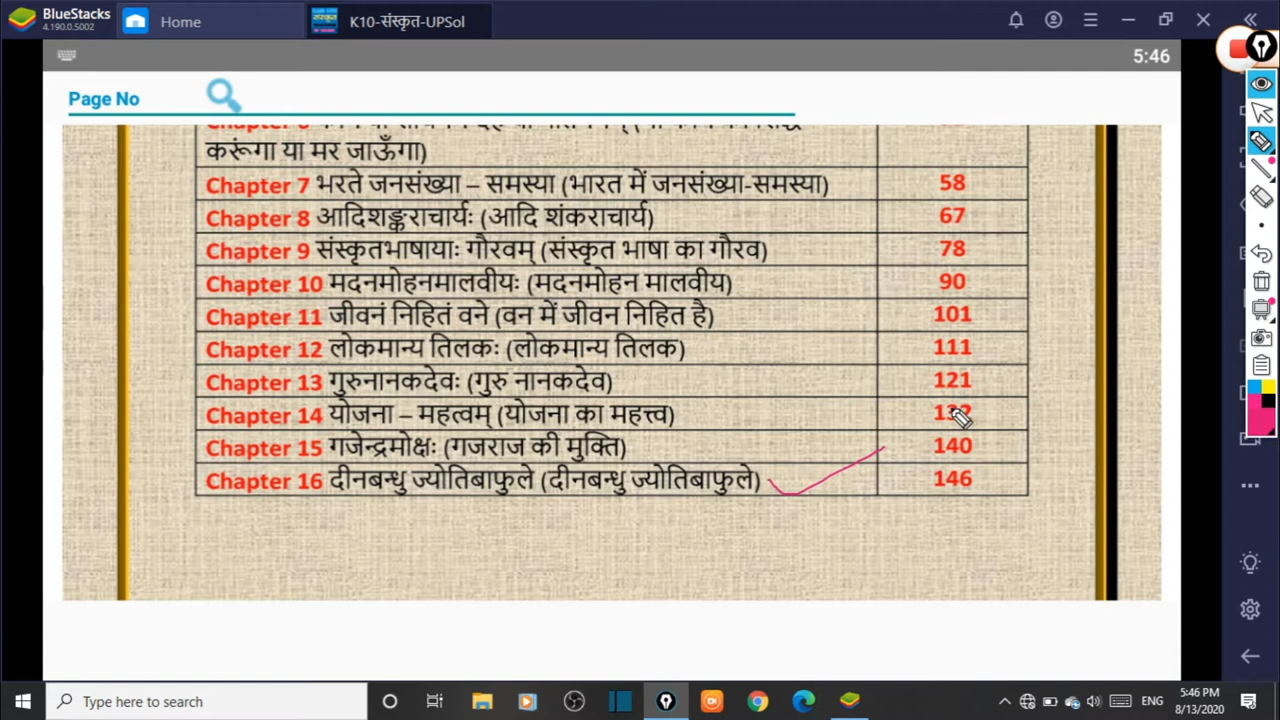 BlueStacks
4.190.0.5002
Home
K10-संस्कृत-UPSol
5:46
Page No
करूंगा या मर जाऊँगा)
Chapter 7 भरते जनसंख्या – समस्या (भारत में जनसंख्या-समस्या) 58
Chapter 8 आदिशङ्कराचार्यः (आदि शंकराचार्य) 67
Chapter 9 संस्कृतभाषायाः गौरवम् (संस्कृत भाषा का गौरव) 78
Chapter 10 मदनमोहनमालवीयः (मदनमोहन मालवीय) 90
Chapter 11 जीवनं निहितं वने (वन में जीवन निहित है) 101
Chapter 12 लोकमान्य तिलकः (लोकमान्य तिलक) 111
Chapter 13 गुरुनानकदेवः (गुरु नानकदेव) 121
Chapter 14 योजना – महत्वम् (योजना का महत्त्व) 132
Chapter 15 गजेन्द्रमोक्षः (गजराज की मुक्ति) 140
Chapter 16 दीनबन्धु ज्योतिबाफुले (दीनबन्धु ज्योतिबाफुले) 146
Type here to search
ENG
5:46 PM
8/13/2020